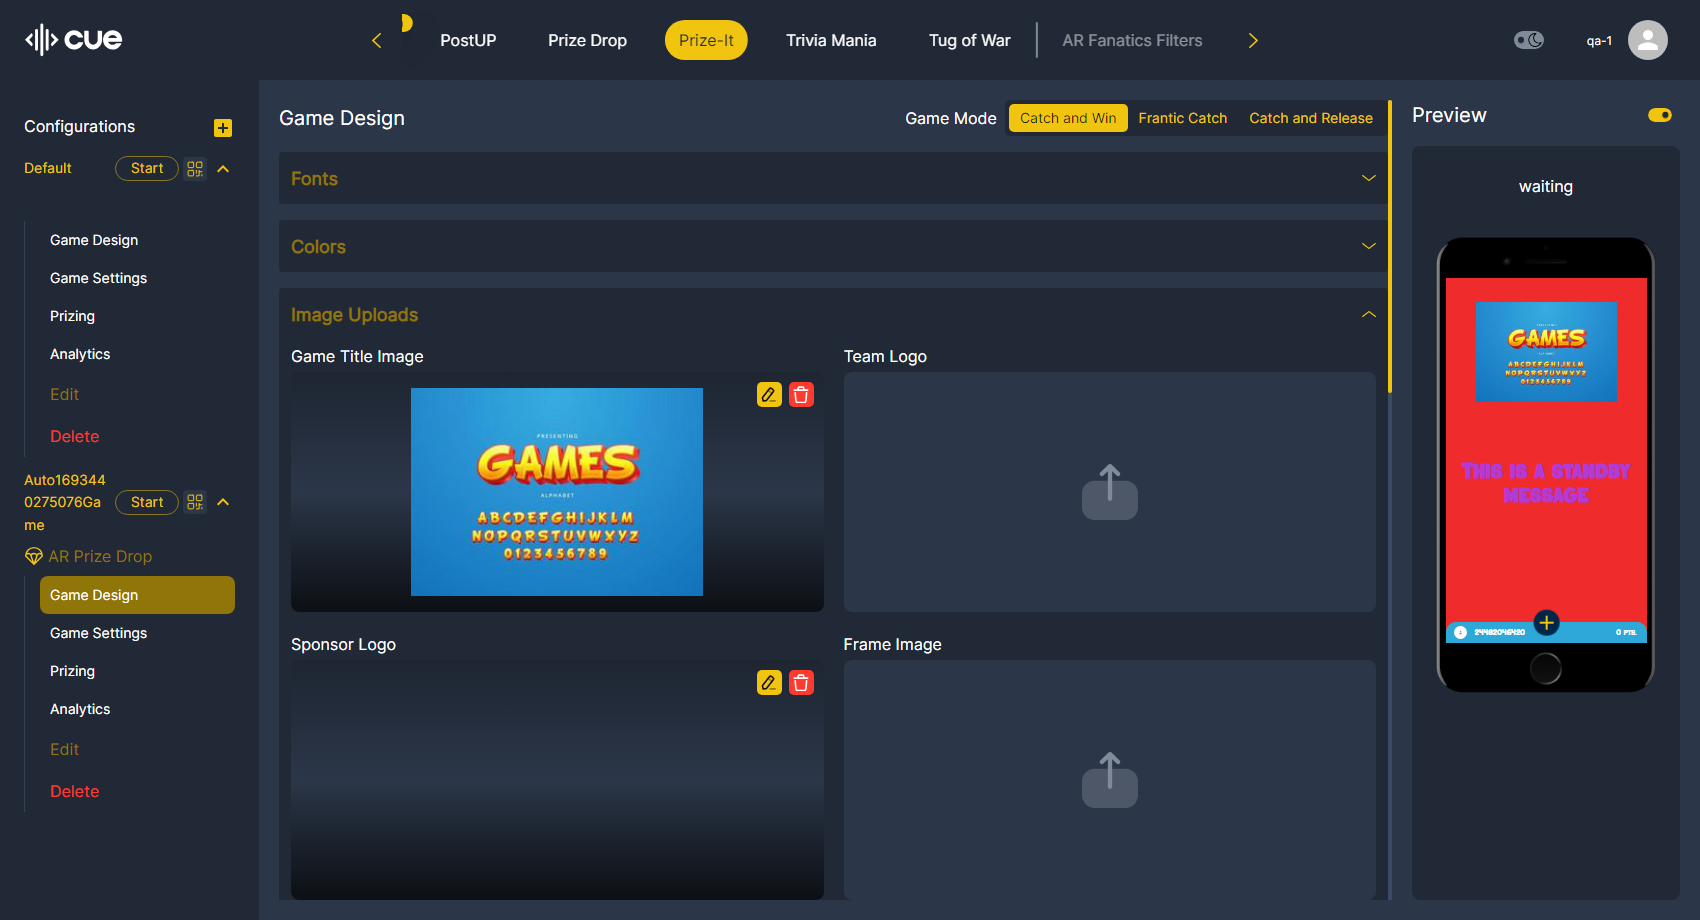 cue
PostUP
Prize Drop
Prize-It
Trivia Mania
Tug of War
AR Fanatics Filters
qa-1
Configurations
Default
Start
Game Design
Game Settings
Prizing
Analytics
Edit
Delete
Auto169344
0275076Ga
me
Start
AR Prize Drop
Game Design
Game Settings
Prizing
Analytics
Edit
Delete
Game Design
Game Mode
Catch and Win
Frantic Catch
Catch and Release
Fonts
Colors
Image Uploads
Game Title Image
PRESENTING
GAMES
ALPHABET
ABCDEFGHIJKLM
NOPQRSTUVWXYZ
0123456789
Team Logo
Sponsor Logo
Frame Image
Preview
waiting
GAMES
ABCDEFGHIJKLM
NOPQRSTUVWXYZ
0123456789
This is a standby
message
0 PTS.